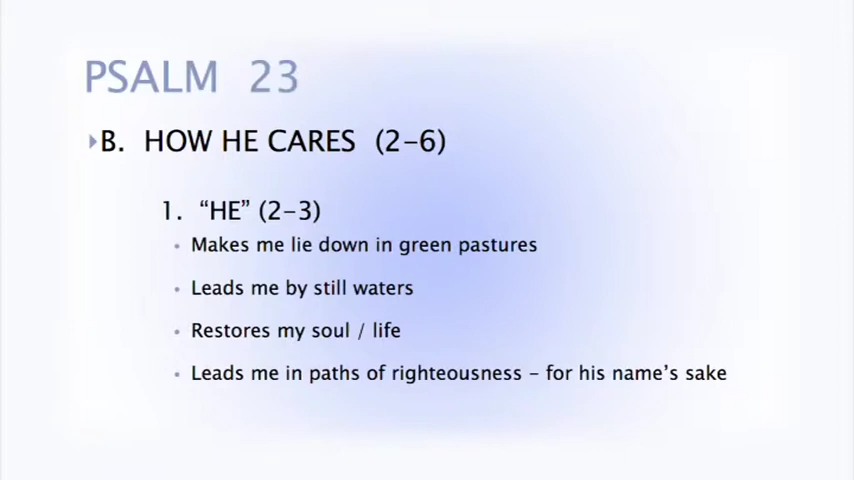 PSALM 23
B. HOW HE CARES (2-6)
1. “HE” (2-3)
• Makes me lie down in green pastures
• Leads me by still waters
• Restores my soul / life
• Leads me in paths of righteousness – for his name’s sake